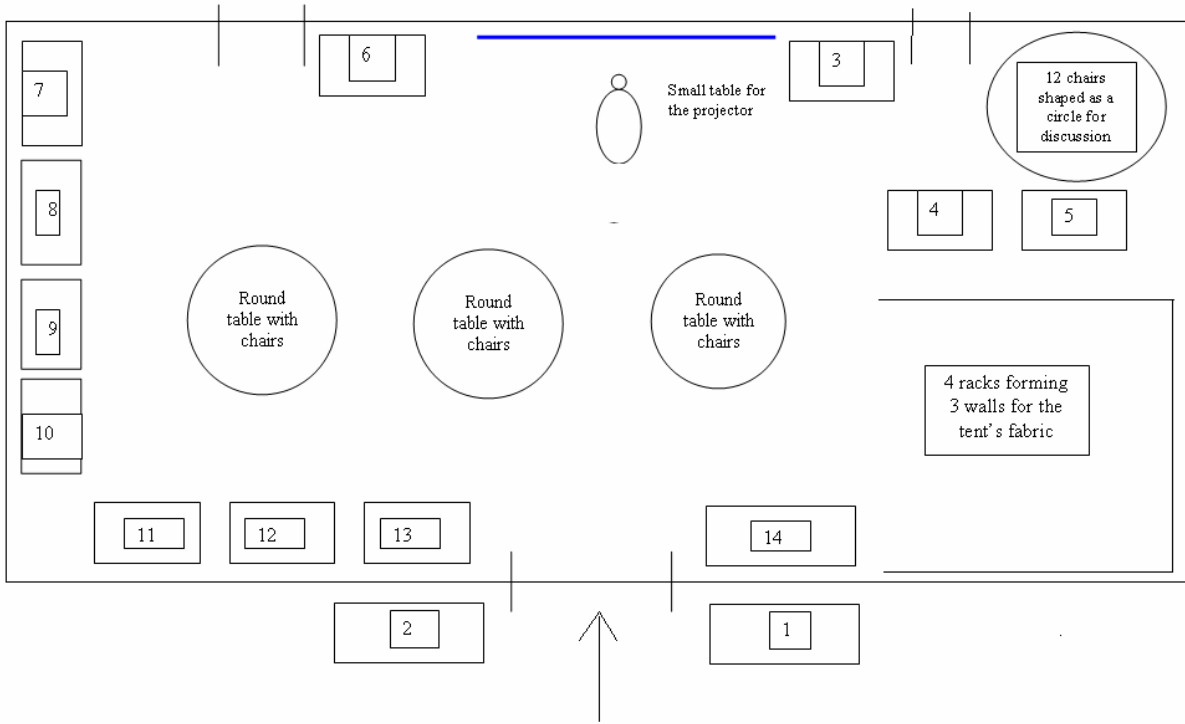 6
3
7
Small table for
the projector
12 chairs
shaped as a
circle for
discussion
8
4
5
Round
table with
chairs
Round
table with
chairs
Round
table with
chairs
9
4 racks forming
3 walls for the
tent's fabric
10
11
12
13
14
2
1